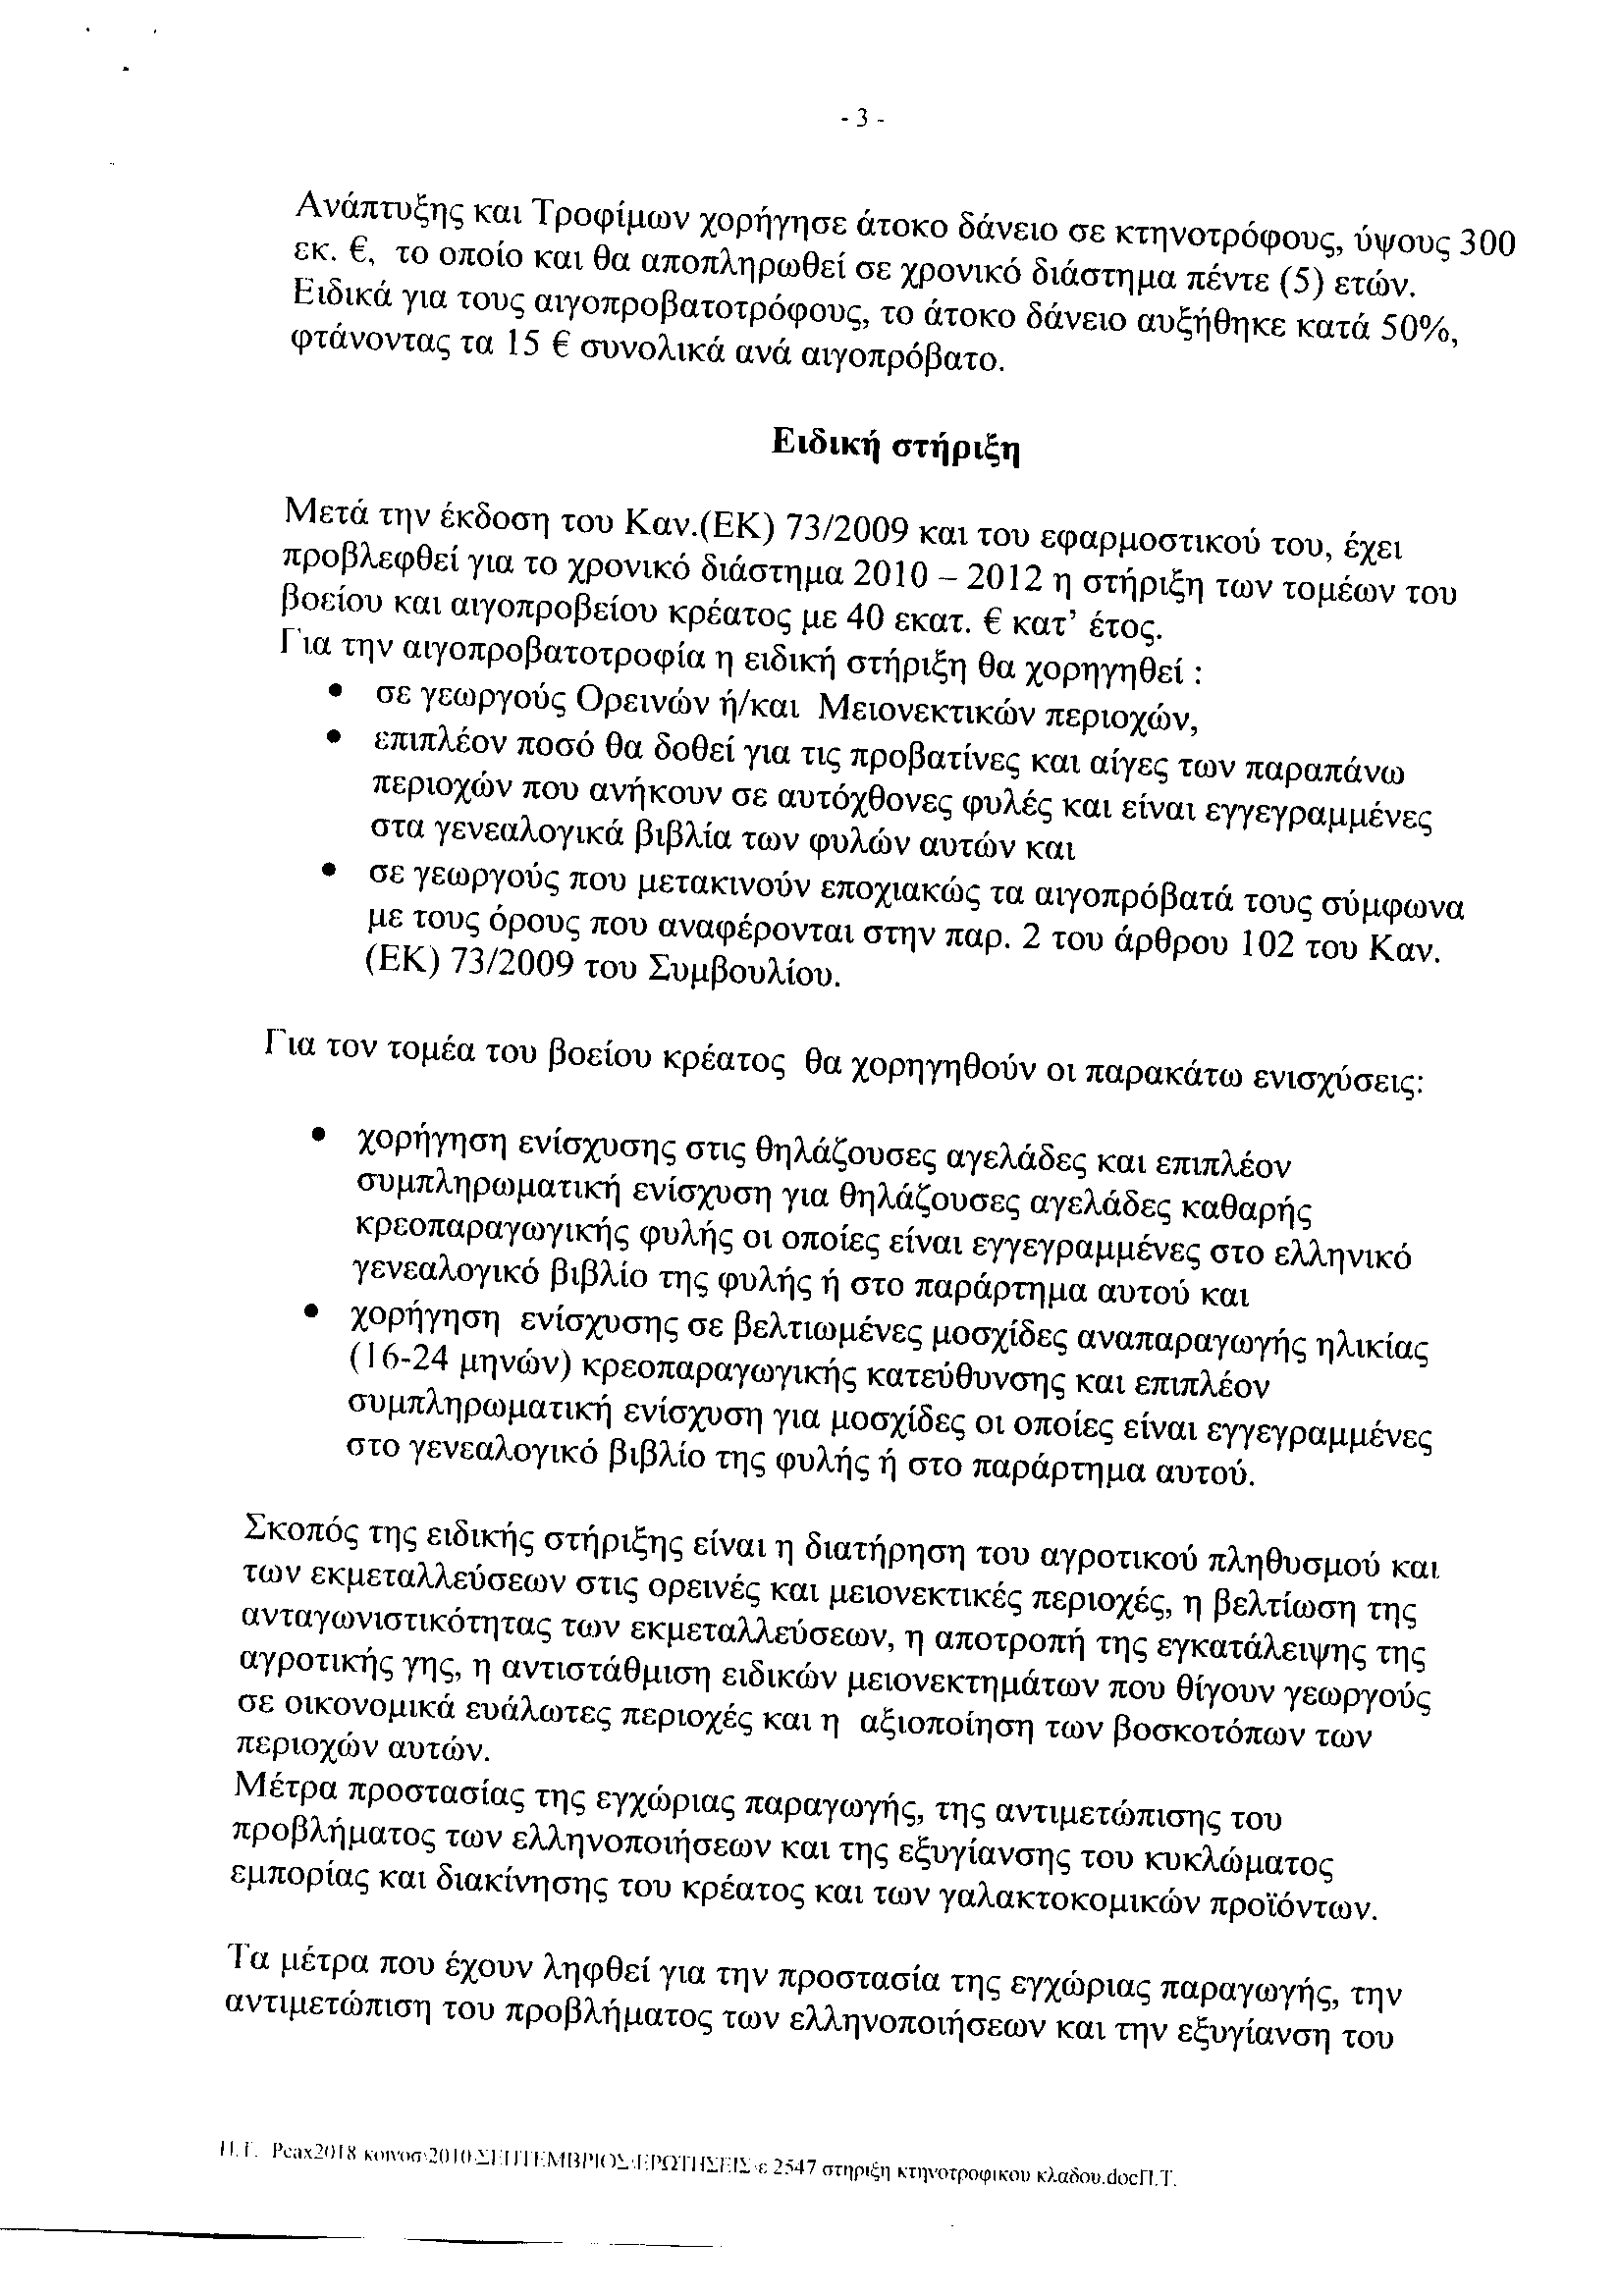 - 3 -
Ανάπτυξης και Τροφίμων χορήγησε άτοκο δάνειο σε κτηνοτρόφους, ύψους 300
εκ. €, το οποίο και θα αποπληρωθεί σε χρονικό διάστημα πέντε (5) ετών.
Ειδικά για τους αιγοπροβατοτρόφους, το άτοκο δάνειο αυξήθηκε κατά 50%,
φτάνοντας τα 15 € συνολικά ανά αιγοπρόβατο.
Ειδική στήριξη
Μετά την έκδοση του Καν.(ΕΚ) 73/2009 και του εφαρμοστικού του, έχει
προβλεφθεί για το χρονικό διάστημα 2010 – 2012 η στήριξη των τομέων του
βοείου και αιγοπροβείου κρέατος με 40 εκατ. € κατ’ έτος.
Για την αιγοπροβατοτροφία η ειδική στήριξη θα χορηγηθεί :
• σε γεωργούς Ορεινών ή/και Μειονεκτικών περιοχών,
• επιπλέον ποσό θα δοθεί για τις προβατίνες και αίγες των παραπάνω
περιοχών που ανήκουν σε αυτόχθονες φυλές και είναι εγγεγραμμένες
στα γενεαλογικά βιβλία των φυλών αυτών και
• σε γεωργούς που μετακινούν εποχιακώς τα αιγοπρόβατά τους σύμφωνα
με τους όρους που αναφέρονται στην παρ. 2 του άρθρου 102 του Καν.
(ΕΚ) 73/2009 του Συμβουλίου.
Για τον τομέα του βοείου κρέατος θα χορηγηθούν οι παρακάτω ενισχύσεις:
• χορήγηση ενίσχυσης στις θηλάζουσες αγελάδες και επιπλέον
συμπληρωματική ενίσχυση για θηλάζουσες αγελάδες καθαρής
κρεοπαραγωγικής φυλής οι οποίες είναι εγγεγραμμένες στο ελληνικό
γενεαλογικό βιβλίο της φυλής ή στο παράρτημα αυτού και
• χορήγηση ενίσχυσης σε βελτιωμένες μοσχίδες αναπαραγωγής ηλικίας
(16-24 μηνών) κρεοπαραγωγικής κατεύθυνσης και επιπλέον
συμπληρωματική ενίσχυση για μοσχίδες οι οποίες είναι εγγεγραμμένες
στο γενεαλογικό βιβλίο της φυλής ή στο παράρτημα αυτού.
Σκοπός της ειδικής στήριξης είναι η διατήρηση του αγροτικού πληθυσμού και
των εκμεταλλεύσεων στις ορεινές και μειονεκτικές περιοχές, η βελτίωση της
ανταγωνιστικότητας των εκμεταλλεύσεων, η αποτροπή της εγκατάλειψης της
αγροτικής γης, η αντιστάθμιση ειδικών μειονεκτημάτων που θίγουν γεωργούς
σε οικονομικά ευάλωτες περιοχές και η αξιοποίηση των βοσκοτόπων των
περιοχών αυτών.
Μέτρα προστασίας της εγχώριας παραγωγής, της αντιμετώπισης του
προβλήματος των ελληνοποιήσεων και της εξυγίανσης του κυκλώματος
εμπορίας και διακίνησης του κρέατος και των γαλακτοκομικών προϊόντων.
Τα μέτρα που έχουν ληφθεί για την προστασία της εγχώριας παραγωγής, την
αντιμετώπιση του προβλήματος των ελληνοποιήσεων και την εξυγίανση του
Pcax2018 κοινοσ\2010\ΣΕΠΤΕΜΒΡΙΟΣ\ΕΡΩΤΗΣΕΙΣ\ε 2547 στηριξη κτηνοτροφικου κλαδου.docΠ.Τ.